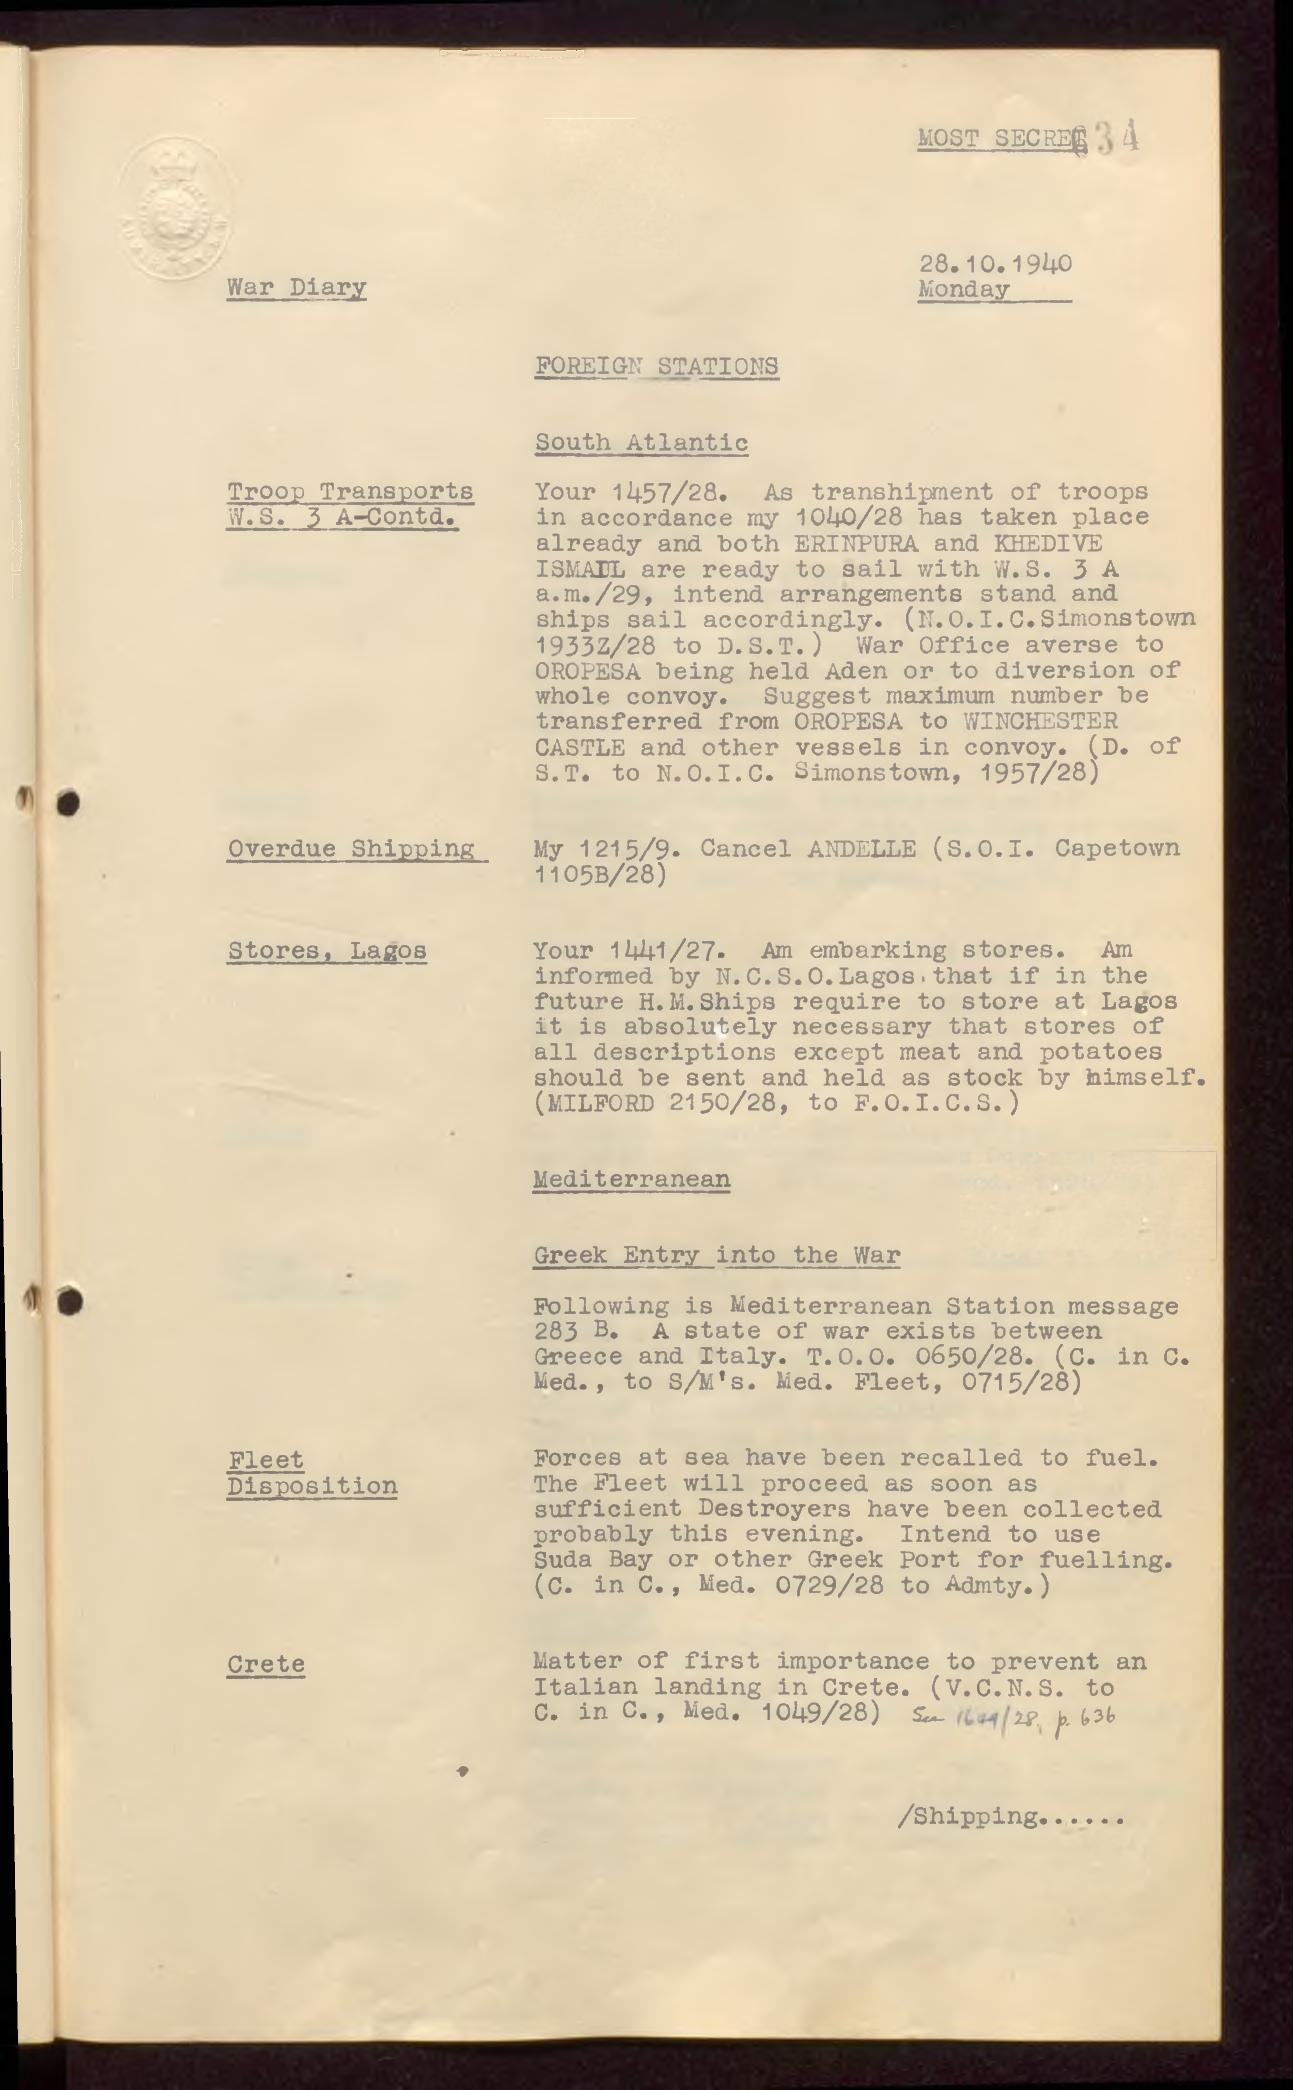 MOST SECRET
634
28.10.1940
War Diary
Monday
FOREIGN STATIONS
South Atlantic
Troop Transports
W.S. 3 A-Contd.
Your 1457/28. As transhipment of troops
in accordance my 1040/28 has taken place
already and both ERINPURA and KHEDIVE
ISMAIL are ready to sail with W.S. 3 A
a.m./29, intend arrangements stand and
ships sail accordingly. (N.O.I.C.Simonstown
1933Z/28 to D.S.T.) War Office averse to
OROPESA being held Aden or to diversion of
whole convoy. Suggest maximum number be
transferred from OROPESA to WINCHESTER
CASTLE and other vessels in convoy. (D. of
S.T. to N.O.I.C. Simonstown, 1957/28)
Overdue Shipping
My 1215/9. Cancel ANDELLE (S.O.I. Capetown
1105B/28)
Stores, Lagos
Your 1441/27. Am embarking stores. Am
informed by N.C.S.O.Lagos.that if in the
future H.M.Ships require to store at Lagos
it is absolutely necessary that stores of
all descriptions except meat and potatoes
should be sent and held as stock by himself.
(MILFORD 2150/28, to F.O.I.C.S.)
Mediterranean
Greek Entry into the War
Following is Mediterranean Station message
283 B. A state of war exists between
Greece and Italy. T.O.O. 0650/28. (C. in C.
Med., to S/M's. Med. Fleet, 0715/28)
Fleet
Disposition
Forces at sea have been recalled to fuel.
The Fleet will proceed as soon as
sufficient Destroyers have been collected
probably this evening. Intend to use
Suda Bay or other Greek Port for fuelling.
(C. in C., Med. 0729/28 to Admty.)
Crete
Matter of first importance to prevent an
Italian landing in Crete. (V.C.N.S. to
C. in C., Med. 1049/28) See /28, p. 636
/Shipping......